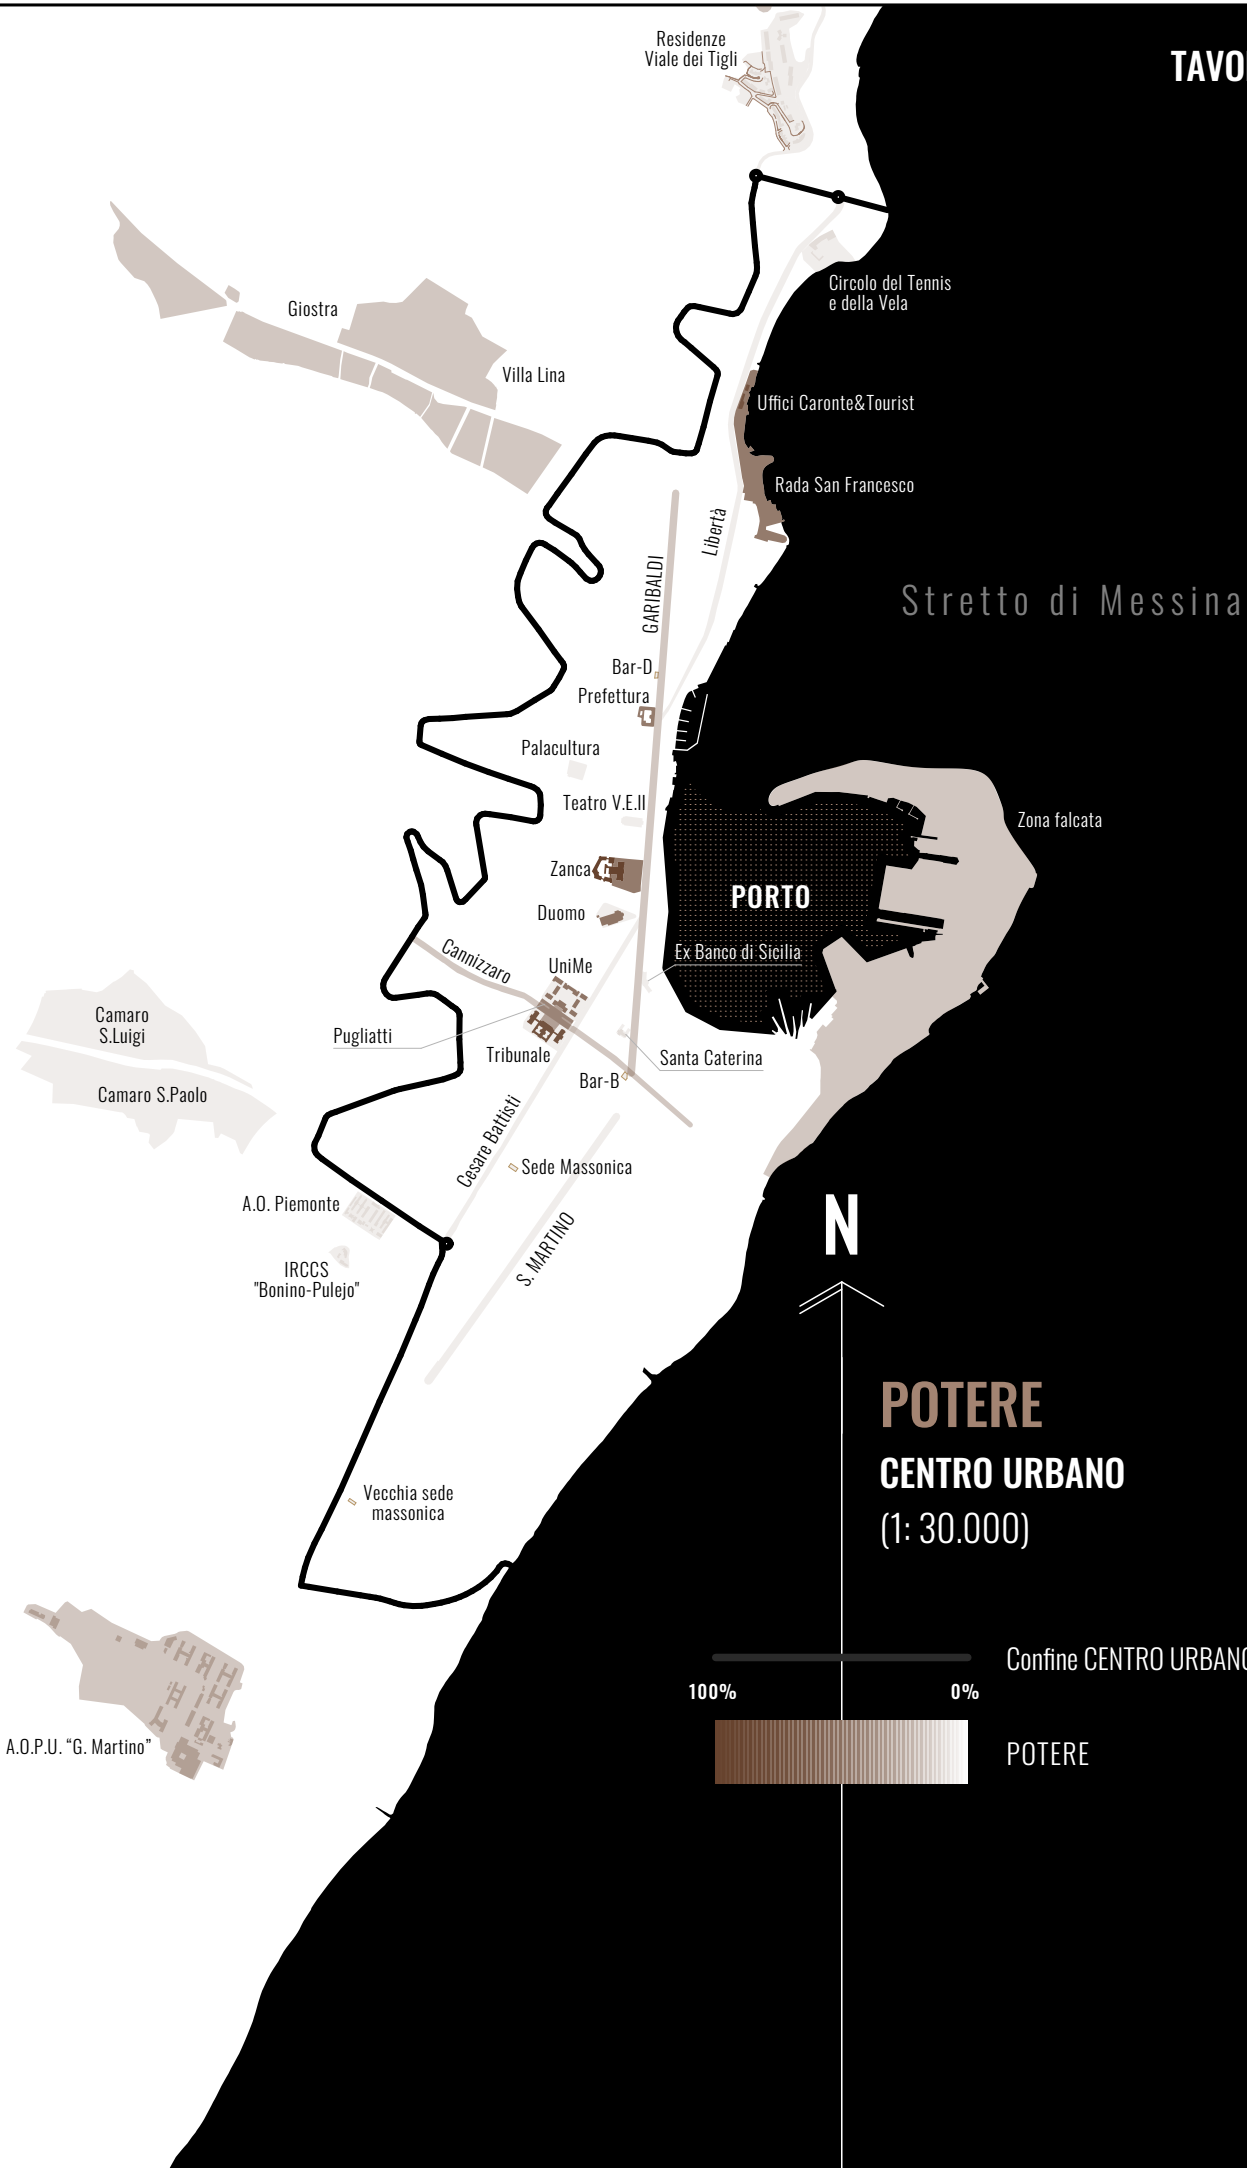 Residenze
Viale dei Tigli
TAVO
Circolo del Tennis
e della Vela
Giostra
Villa Lina
Uffici Caronte&Tourist
Rada San Francesco
Libertà
GARIBALDI
Stretto di Messina
Bar-D
Prefettura
Palacultura
Teatro V.E.II
Zona falcata
Zanca
PORTO
Duomo
Cannizzaro
Ex Banco di Sicilia
UniMe
Camaro
S.Luigi
Pugliatti
Tribunale
Santa Caterina
Bar-B
Camaro S.Paolo
Cesare Battisti
Sede Massonica
A.O. Piemonte
S. MARTINO
N
IRCCS
"Bonino-Pulejo"
POTERE
CENTRO URBANO
(1: 30.000)
Vecchia sede
massonica
Confine CENTRO URBANO
100%
0%
POTERE
A.O.P.U. “G. Martino”